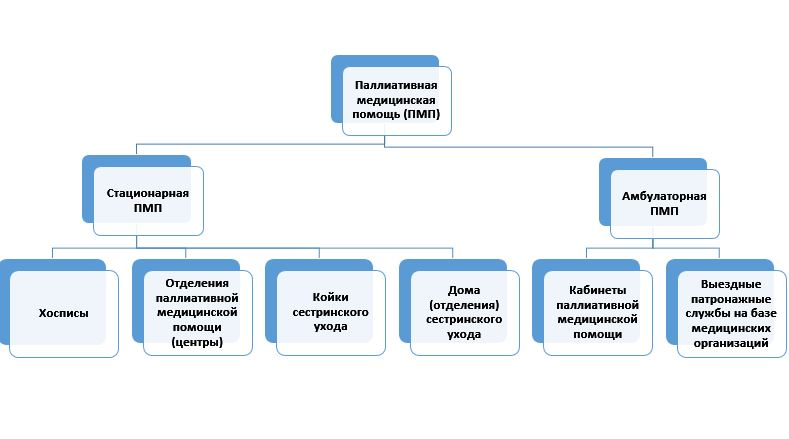 Паллиативная
медицинская
помощь (ПМП)
Стационарная
ПМП
Амбулаторная
ПМП
Хосписы
Отделения
паллиативной
медицинской
помощи
(центры)
Койки
сестринского
ухода
Дома
(отделения)
сестринского
ухода
Кабинеты
паллиативной
медицинской
помощи
Выездные
патронажные
службы на базе
медицинских
организаций